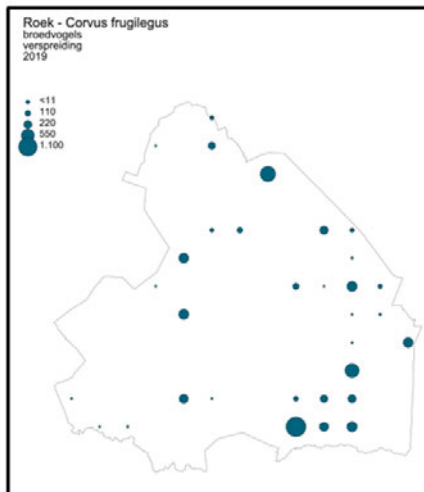 Roek - Corvus frugilegus
broedvogels
verspreiding
2019
<11
110
220
550
1.100